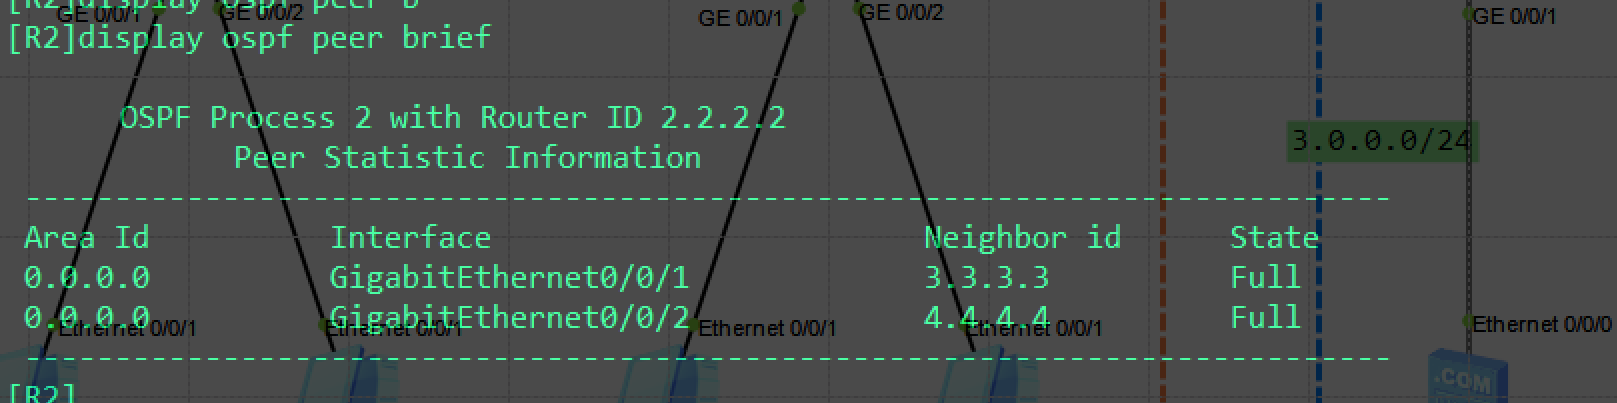 [R2]display ospf peer b
GE 0/0/1
GE 0/0/2
GE 0/0/1
GE 0/0/2
GE 0/0/1
[R2]display ospf peer brief
OSPF Process 2 with Router ID 2.2.2.2
Peer Statistic Information
3.0.0.0/24
----------------------------------------------------------------------------
Area Id Interface Neighbor id State
0.0.0.0 GigabitEthernet0/0/1 3.3.3.3 Full
0.0.0.0 GigabitEthernet0/0/2 4.4.4.4 Full
Ethernet 0/0/1
Ethernet 0/0/1
Ethernet 0/0/1
Ethernet 0/0/1
Ethernet 0/0/0
----------------------------------------------------------------------------
.COM
[R2]